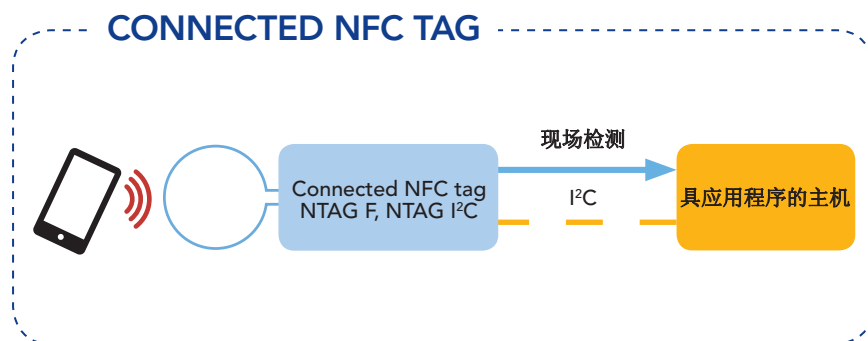 CONNECTED NFC TAG
现场检测
Connected NFC tag
NTAG F, NTAG I²C
I²C
具应用程序的主机